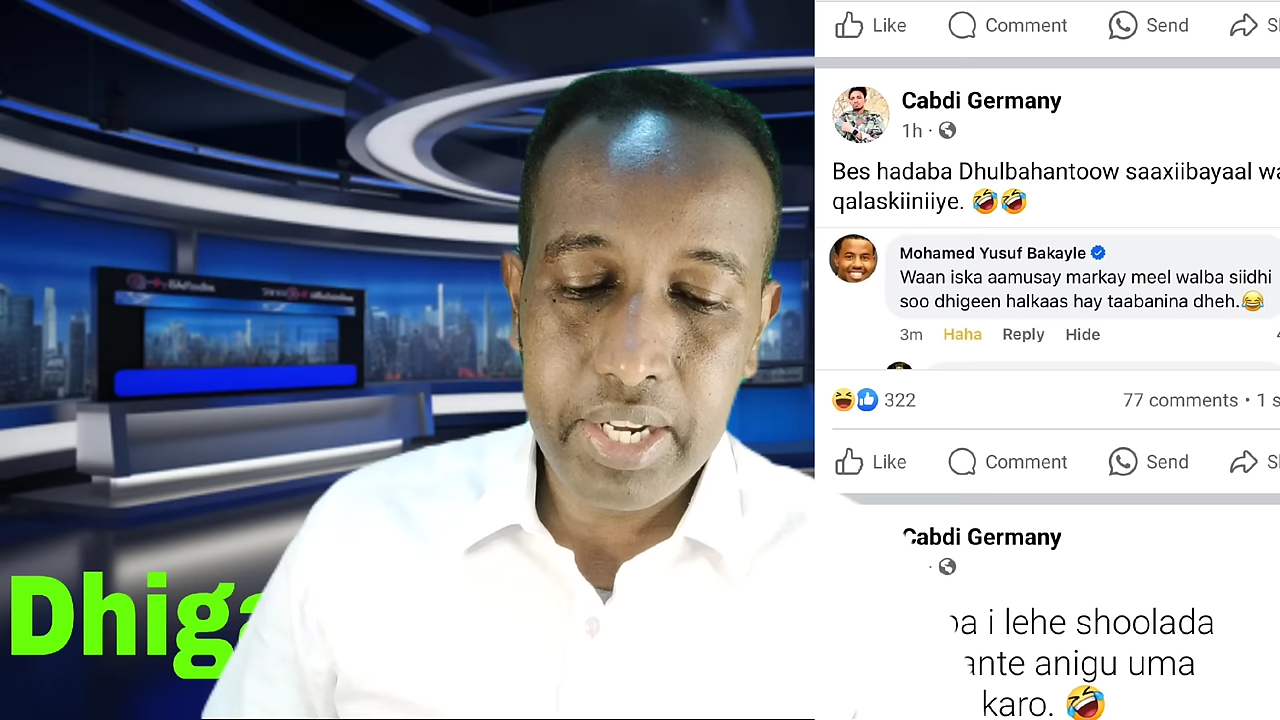 Like Comment Send
Cabdi Germany
1h ·
Bes hadaba Dhulbahantoow saaxiibayaal
qalaskiiniiye. 🤣🤣
Mohamed Yusuf Bakayle
Waan iska aamusay markay meel walba siidhi
soo dhigeen halkaas hay taabanina dheh.😂
3m Haha Reply Hide
322 77 comments • 1
Like Comment Send
Cabdi Germany
·
i lehe shoolada
anigu uma
karo. 🤣